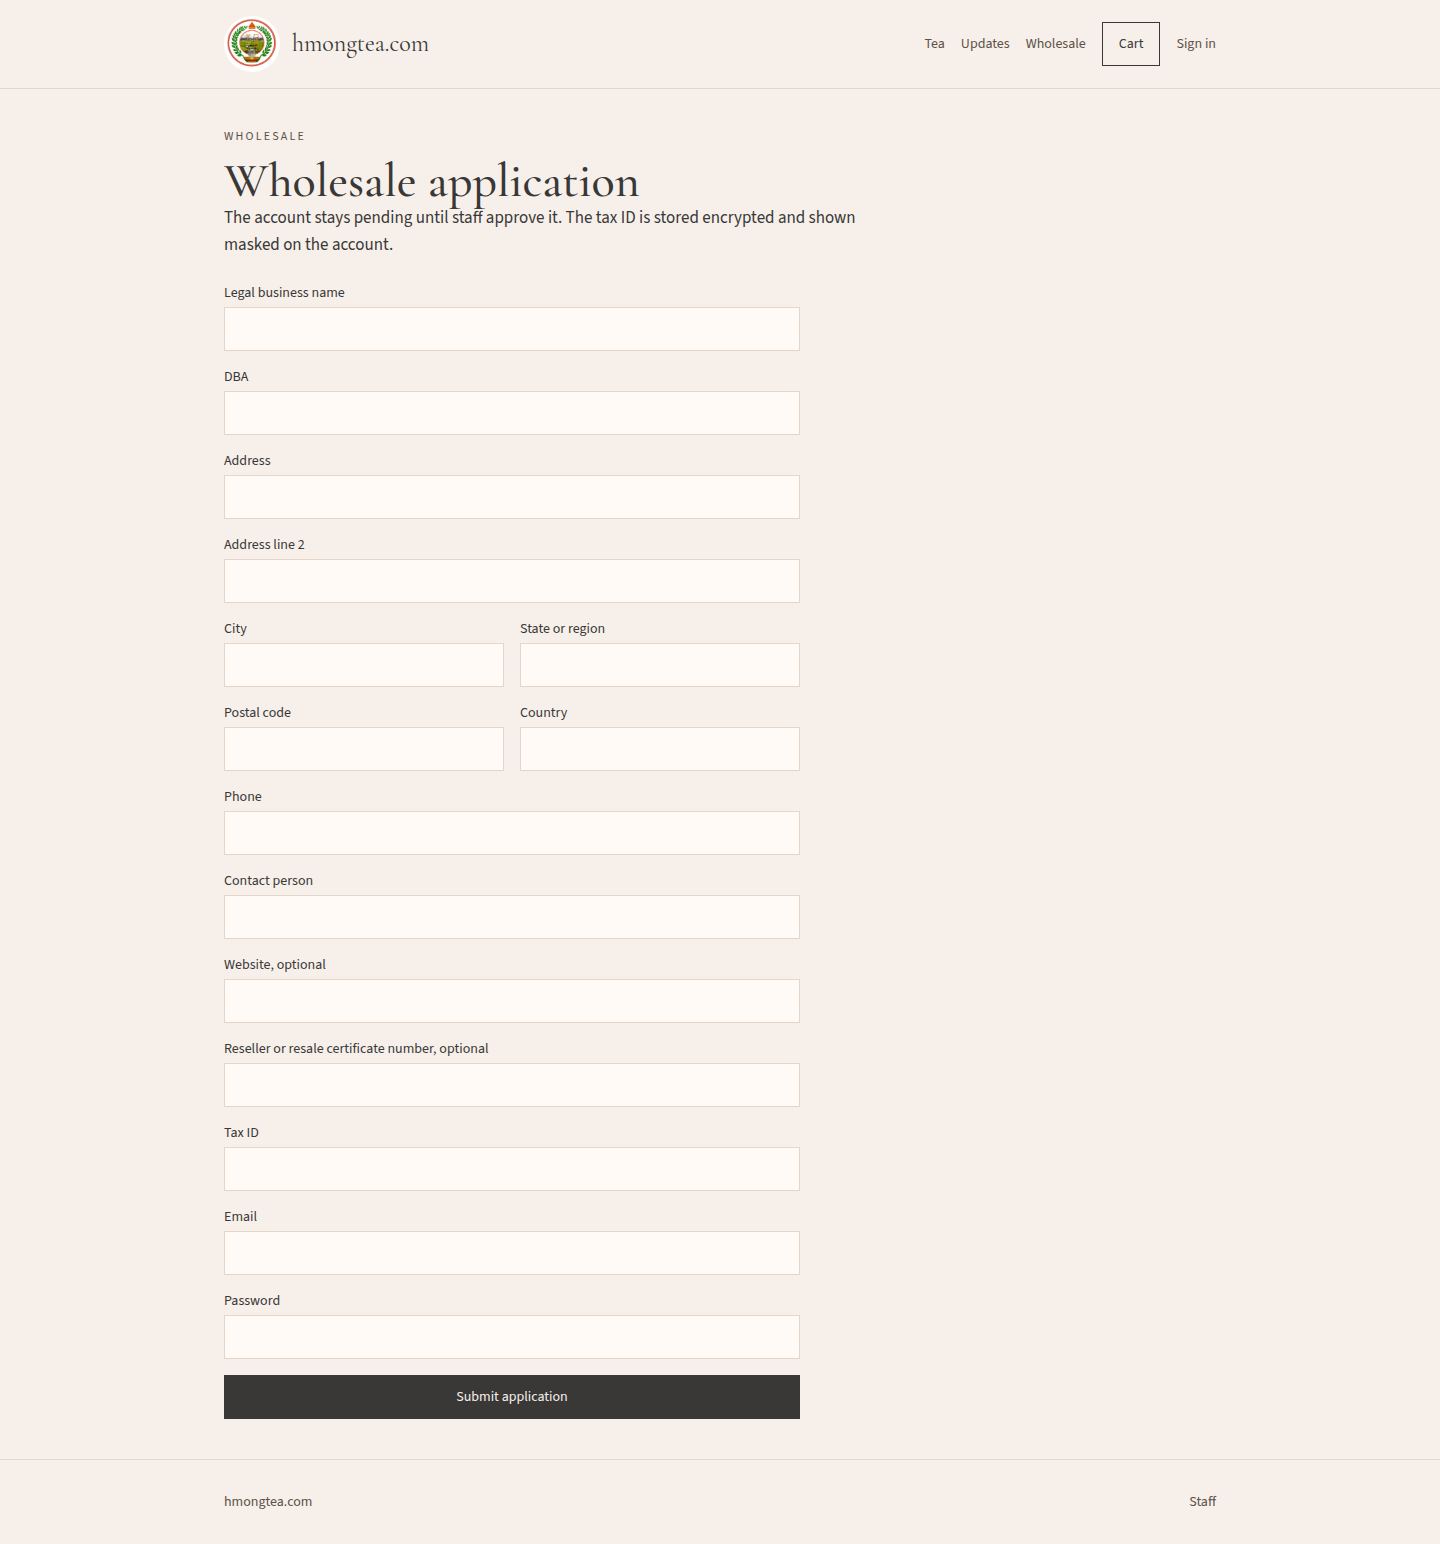 hmongtea.com
Tea Updates Wholesale Cart Sign in
WHOLESALE
Wholesale application
The account stays pending until staff approve it. The tax ID is stored encrypted and shown
masked on the account.
Legal business name
DBA
Address
Address line 2
City State or region
Postal code Country
Phone
Contact person
Website, optional
Reseller or resale certificate number, optional
Tax ID
Email
Password
Submit application
hmongtea.com Staff